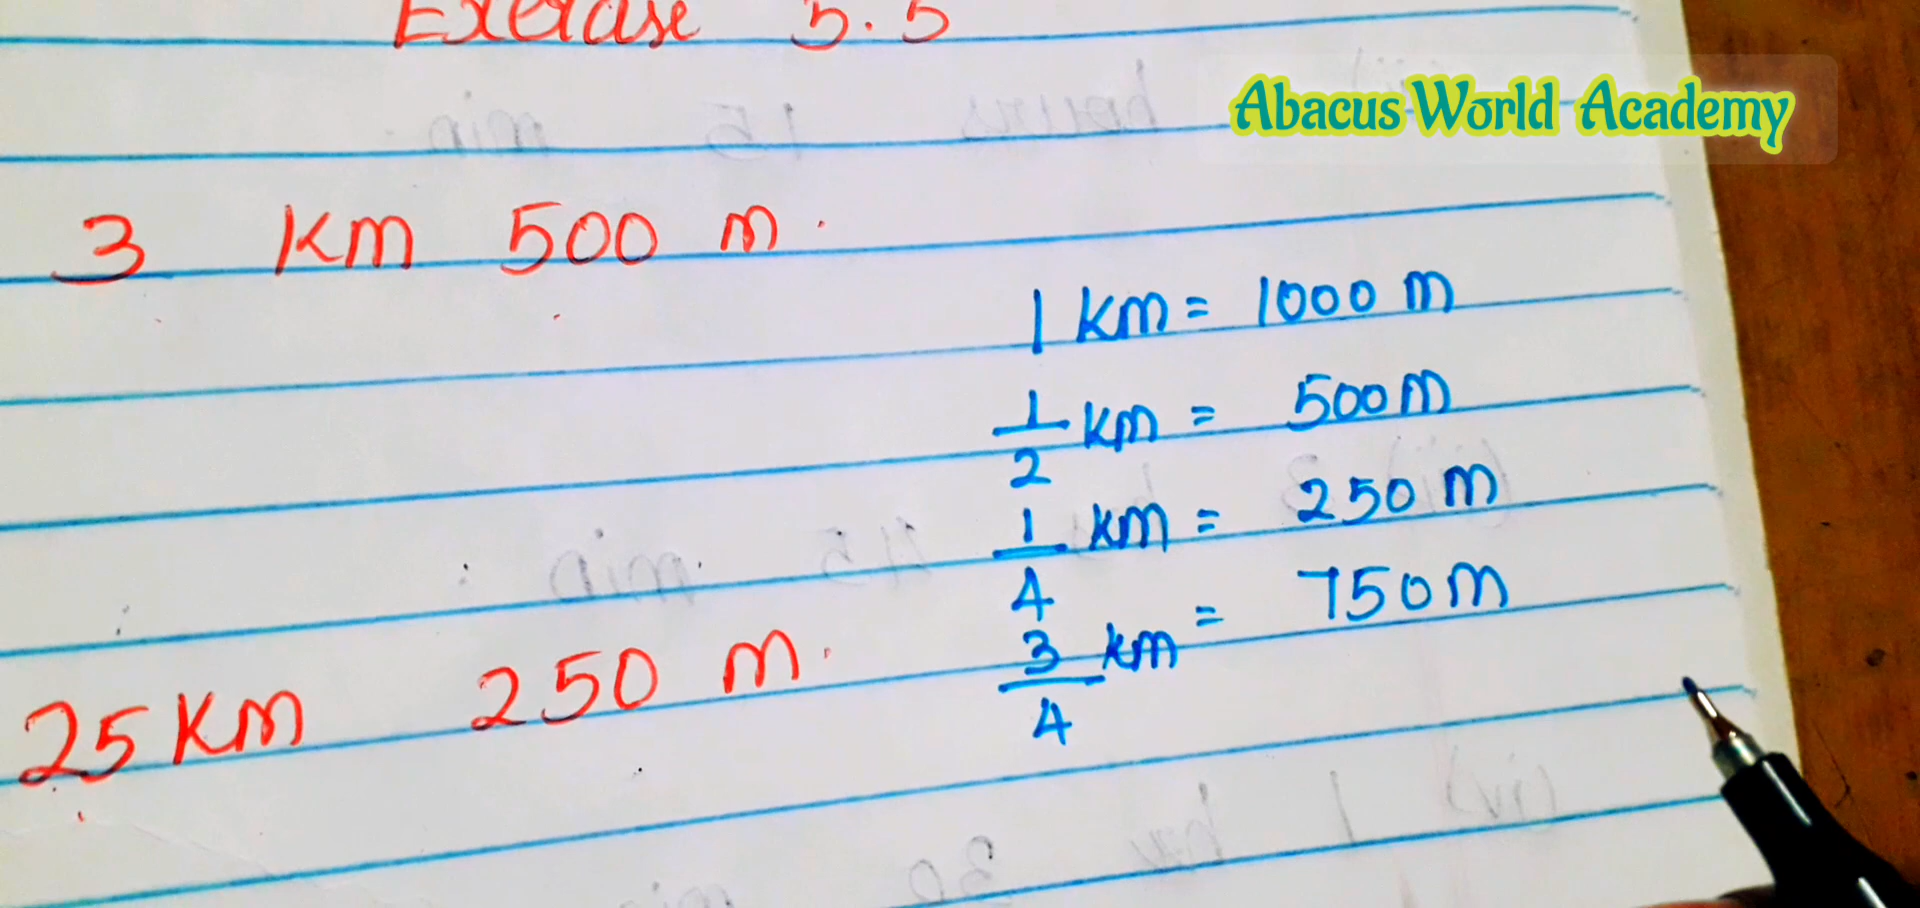 Exercise 5.5
Abacus World Academy
3 Km 500 m.
1 km = 1000 m
1/2 km = 500 m
1/4 km = 250 m
3/4 km = 750 m
25 Km 250 m.